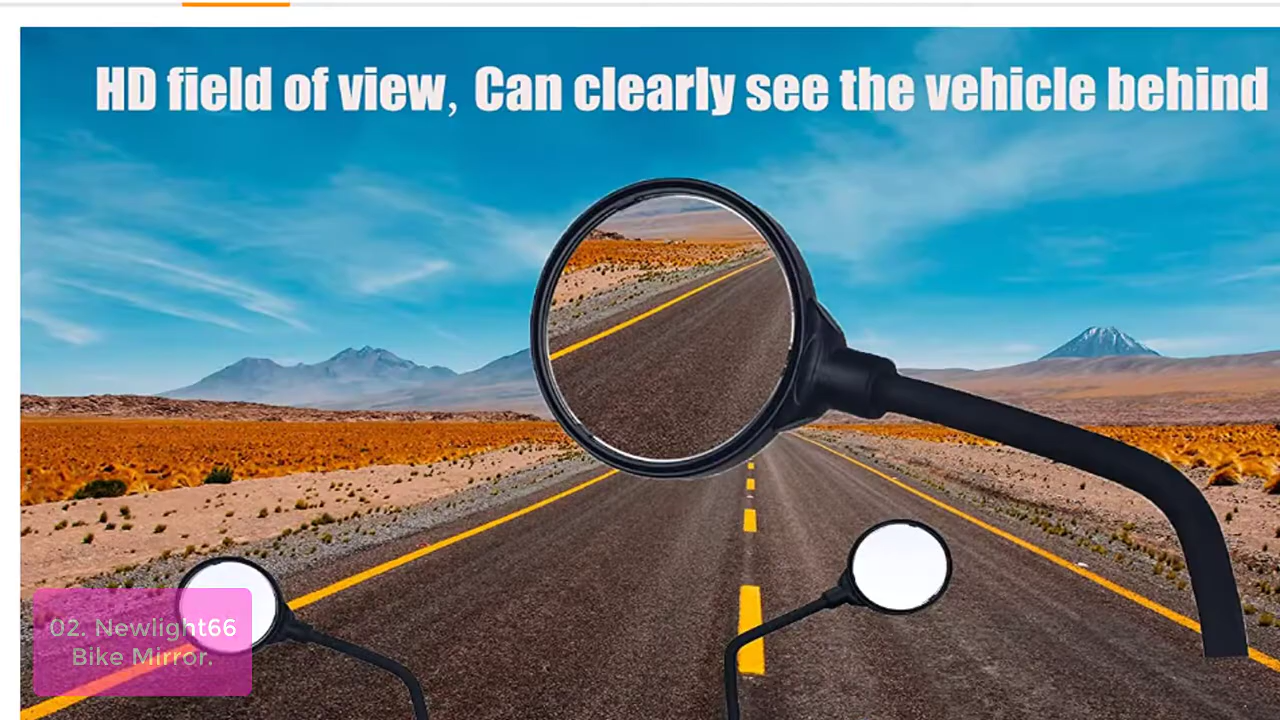 HD field of view, Can clearly see the vehicle behind
02. Newlight66
Bike Mirror.